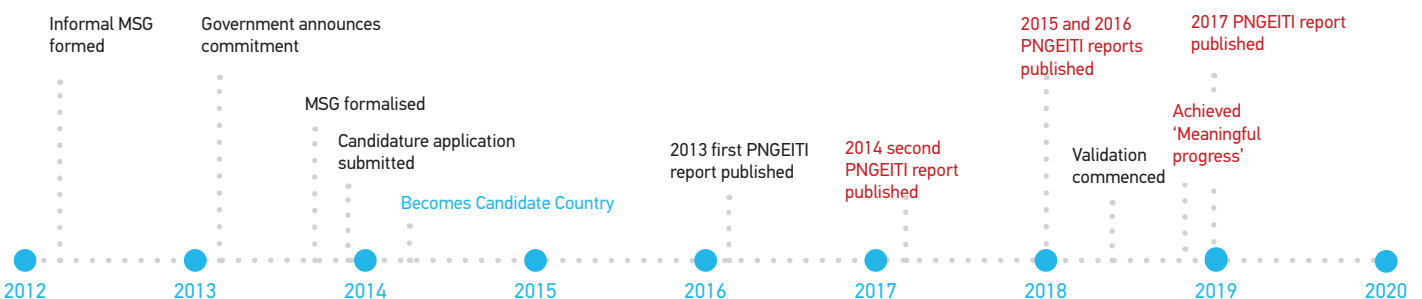 Informal MSG
formed
Government announces
commitment
MSG formalised
Candidature application
submitted
Becomes Candidate Country
2013 first PNGEITI
report published
2014 second
PNGEITI report
published
2015 and 2016
PNGEITI reports
published
Validation
commenced
Achieved
‘Meaningful
progress’
2017 PNGEITI report
published
2012
2013
2014
2015
2016
2017
2018
2019
2020